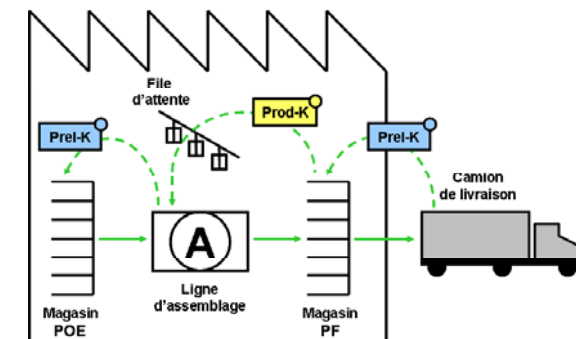 File
d'attente
Prel-K
Prod-K
Prel-K
Camion
de livraison
A
Ligne
d'assemblage
Magasin
POE
Magasin
PF